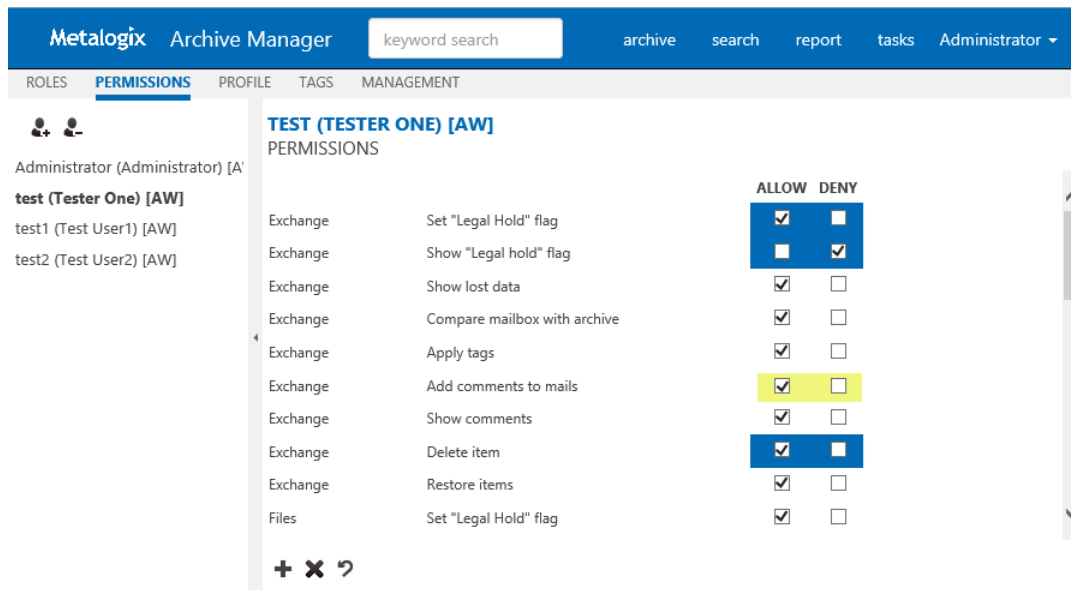 Metalogix Archive Manager keyword search archive search report tasks Administrator
ROLES PERMISSIONS PROFILE TAGS MANAGEMENT
Administrator (Administrator) [A
test (Tester One) [AW]
test1 (Test User1) [AW]
test2 (Test User2) [AW]
TEST (TESTER ONE) [AW]
PERMISSIONS
ALLOW DENY
Exchange Set "Legal Hold" flag
Exchange Show "Legal hold" flag
Exchange Show lost data
Exchange Compare mailbox with archive
Exchange Apply tags
Exchange Add comments to mails
Exchange Show comments
Exchange Delete item
Exchange Restore items
Files Set "Legal Hold" flag